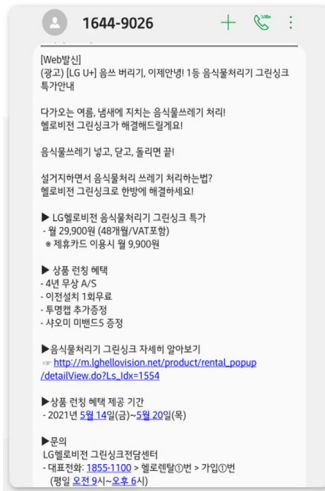 1644-9026
[Web발신]
(광고) [LG U+] 음쓰 버리기, 이제안녕! 1등 음식물처리기 그린싱크
특가안내
다가오는 여름, 냄새에 지치는 음식물쓰레기 처리!
헬로비전 그린싱크가 해결해드릴게요!
음식물쓰레기 넣고, 닫고, 돌리면 끝!
설거지하면서 음식물처리 쓰레기 처리하는법?
헬로비전 그린싱크로 한방에 해결하세요!
▶ LG헬로비전 음식물처리기 그린싱크 특가
- 월 29,900원 (48개월/VAT포함)
※ 제휴카드 이용시 월 9,900원
▶ 상품 런칭 혜택
- 4년 무상 A/S
- 이전설치 1회무료
- 투명캡 추가증정
- 샤오미 미밴드5 증정
▶음식물처리기 그린싱크 자세히 알아보기
☞ http://m.lghellovision.net/product/rental_popup
/detailView.do?Ls_Idx=1554
▶상품 런칭 혜택 제공 기간
- 2021년 5월 14일(금)~5월 20일(목)
▶문의
LG헬로비전 그린싱크전담센터
- 대표전화: 1855-1100 > 헬로렌탈①번 > 가입①번
(평일 오전 9시~오후 6시)